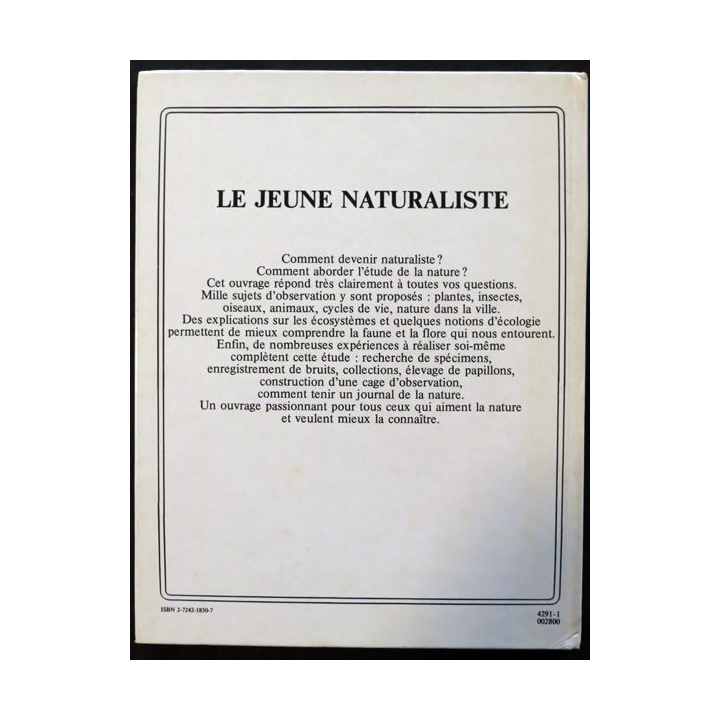 LE JEUNE NATURALISTE
Comment devenir naturaliste ?
Comment aborder l'étude de la nature ?
Cet ouvrage répond très clairement à toutes vos questions.
Mille sujets d'observation y sont proposés : plantes, insectes,
oiseaux, animaux, cycles de vie, nature dans la ville.
Des explications sur les écosystèmes et quelques notions d'écologie
permettent de mieux comprendre la faune et la flore qui nous entourent.
Enfin, de nombreuses expériences à réaliser soi-même
complètent cette étude : recherche de spécimens,
enregistrement de bruits, collections, élevage de papillons,
construction d'une cage d'observation,
comment tenir un journal de la nature.
Un ouvrage passionnant pour tous ceux qui aiment la nature
et veulent mieux la connaître.
ISBN 2-7242-1830-7
4291-1
002800